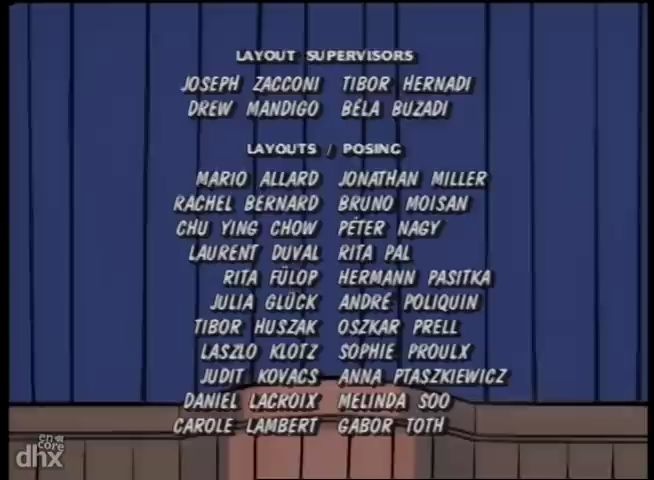 LAYOUT SUPERVISORS
JOSEPH ZACCONI TIBOR HERNADI
DREW MANDIGO BÉLA BUZADI
LAYOUTS / POSING
MARIO ALLARD JONATHAN MILLER
RACHEL BERNARD BRUNO MOISAN
CHU YING CHOW PÉTER NAGY
LAURENT DUVAL RITA PAL
RITA FÜLOP HERMANN PASITKA
JULIA GLÜCK ANDRÉ POLIQUIN
TIBOR HUSZAK OSZKAR PRELL
LASZLO KLOTZ SOPHIE PROULX
JUDIT KOVACS ANNA PTASZKIEWICZ
DANIEL LACROIX MELINDA SOO
CAROLE LAMBERT GABOR TOTH
encore
dhx